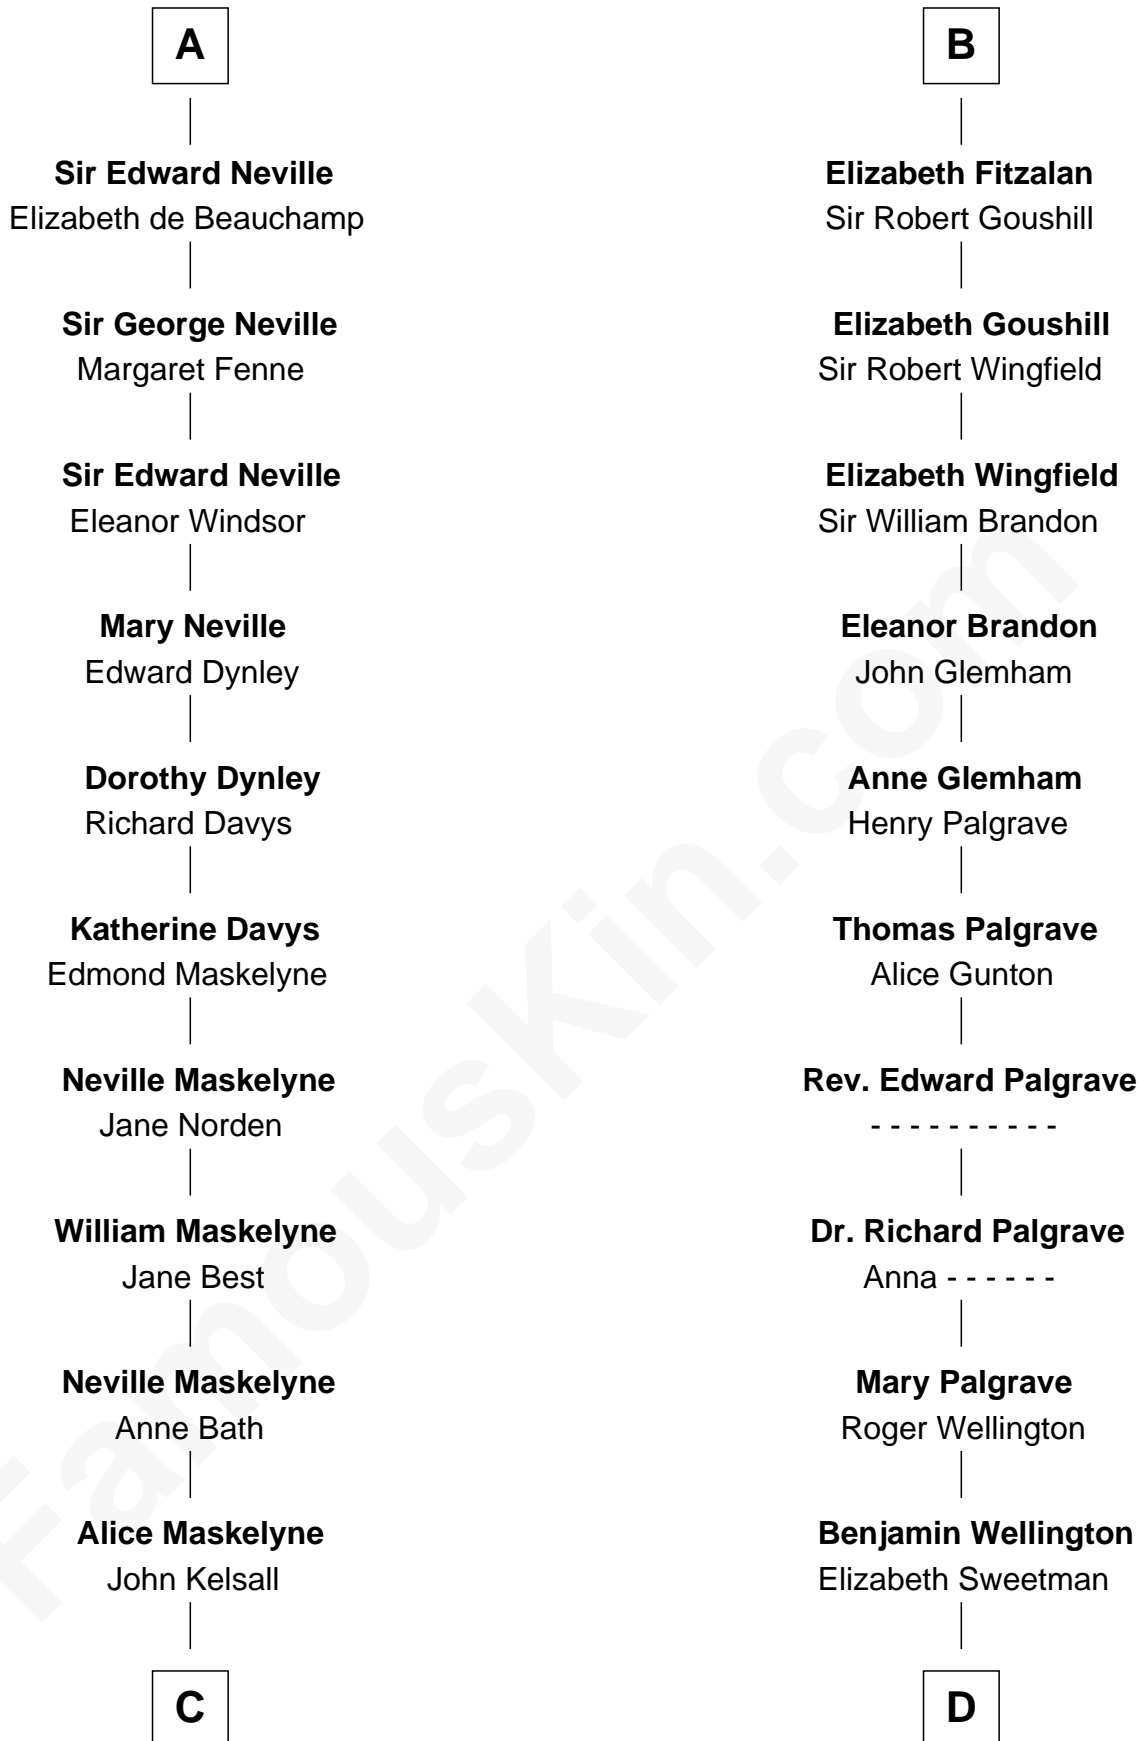 A
Sir Edward Neville
Elizabeth de Beauchamp
Sir George Neville
Margaret Fenne
Sir Edward Neville
Eleanor Windsor
Mary Neville
Edward Dynley
Dorothy Dynley
Richard Davys
Katherine Davys
Edmond Maskelyne
Neville Maskelyne
Jane Norden
William Maskelyne
Jane Best
Neville Maskelyne
Anne Bath
Alice Maskelyne
John Kelsall
C
B
Elizabeth Fitzalan
Sir Robert Goushill
Elizabeth Goushill
Sir Robert Wingfield
Elizabeth Wingfield
Sir William Brandon
Eleanor Brandon
John Glemham
Anne Glemham
Henry Palgrave
Thomas Palgrave
Alice Gunton
Rev. Edward Palgrave
- - - - - - - - - -
Dr. Richard Palgrave
Anna - - - - - -
Mary Palgrave
Roger Wellington
Benjamin Wellington
Elizabeth Sweetman
D
FamousKin.com